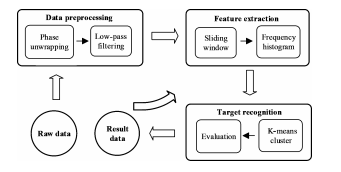 Data preprocessing
Phase
unwrapping
Low-pass
filtering
Feature extraction
Sliding
window
Frequency
histogram
Target recognition
Evaluation
K-means
cluster
Raw data
Result
data